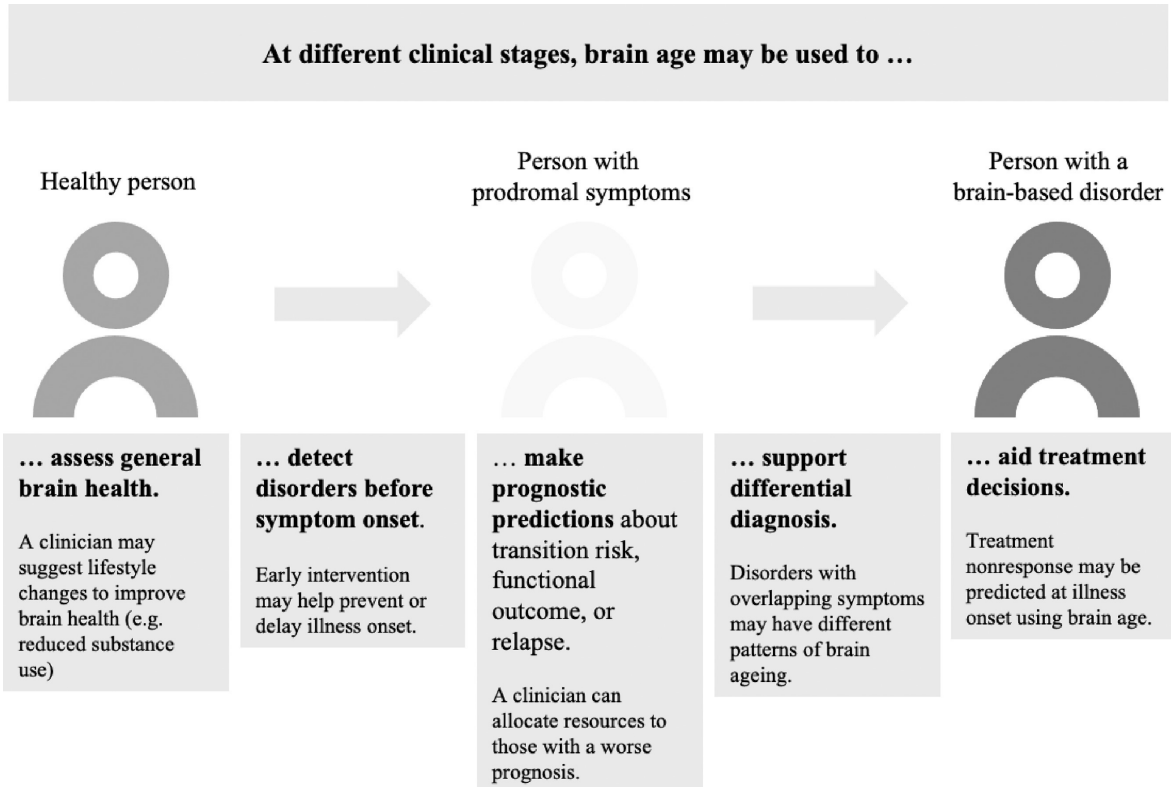 At different clinical stages, brain age may be used to …
Healthy person
Person with
prodromal symptoms
Person with a
brain-based disorder
… assess general
brain health.
A clinician may
suggest lifestyle
changes to improve
brain health (e.g.
reduced substance
use)
… detect
disorders before
symptom onset.
Early intervention
may help prevent or
delay illness onset.
… make
prognostic
predictions about
transition risk,
functional
outcome, or
relapse.
A clinician can
allocate resources to
those with a worse
prognosis.
… support
differential
diagnosis.
Disorders with
overlapping symptoms
may have different
patterns of brain
ageing.
… aid treatment
decisions.
Treatment
nonresponse may be
predicted at illness
onset using brain age.